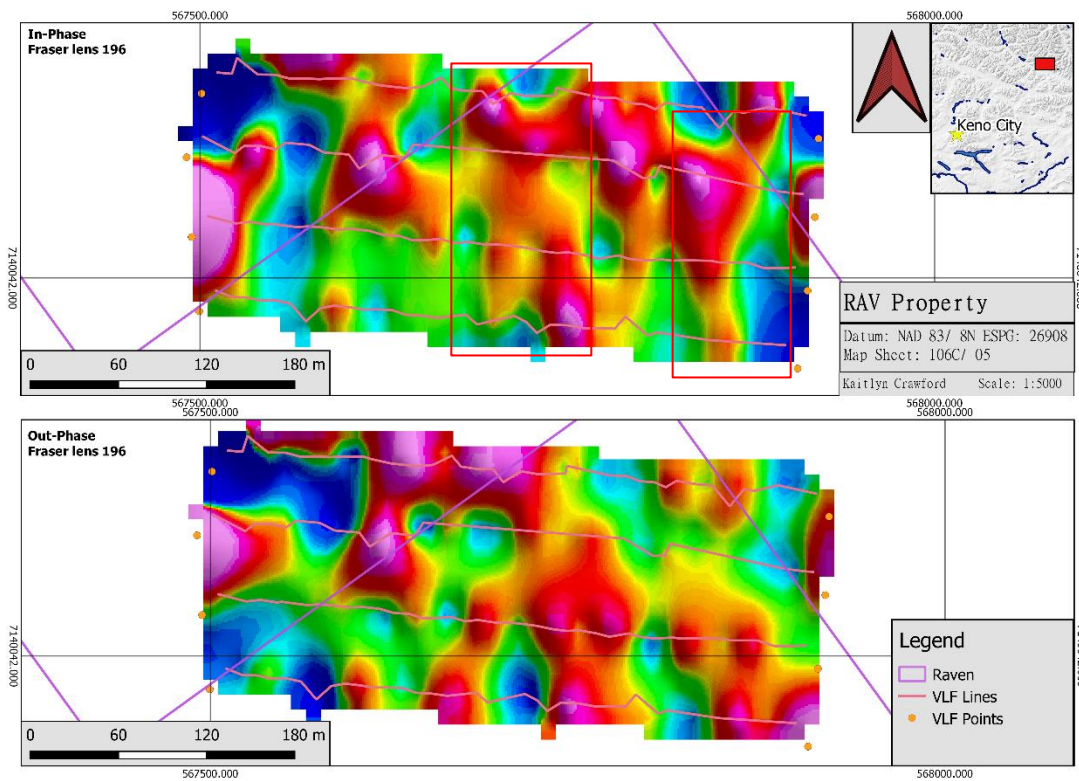 567500.000
568000.000
In-Phase
Fraser lens 196
Keno City
7140042.000
RAV Property
Datum: NAD 83/ 8N ESPG: 26908
Map Sheet: 106C/ 05
Kaitlyn Crawford Scale: 1:5000
0 60 120 180 m
567500.000
568000.000
567500.000
568000.000
Out-Phase
Fraser lens 196
7140042.000
Legend
Raven
VLF Lines
VLF Points
0 60 120 180 m
567500.000
568000.000